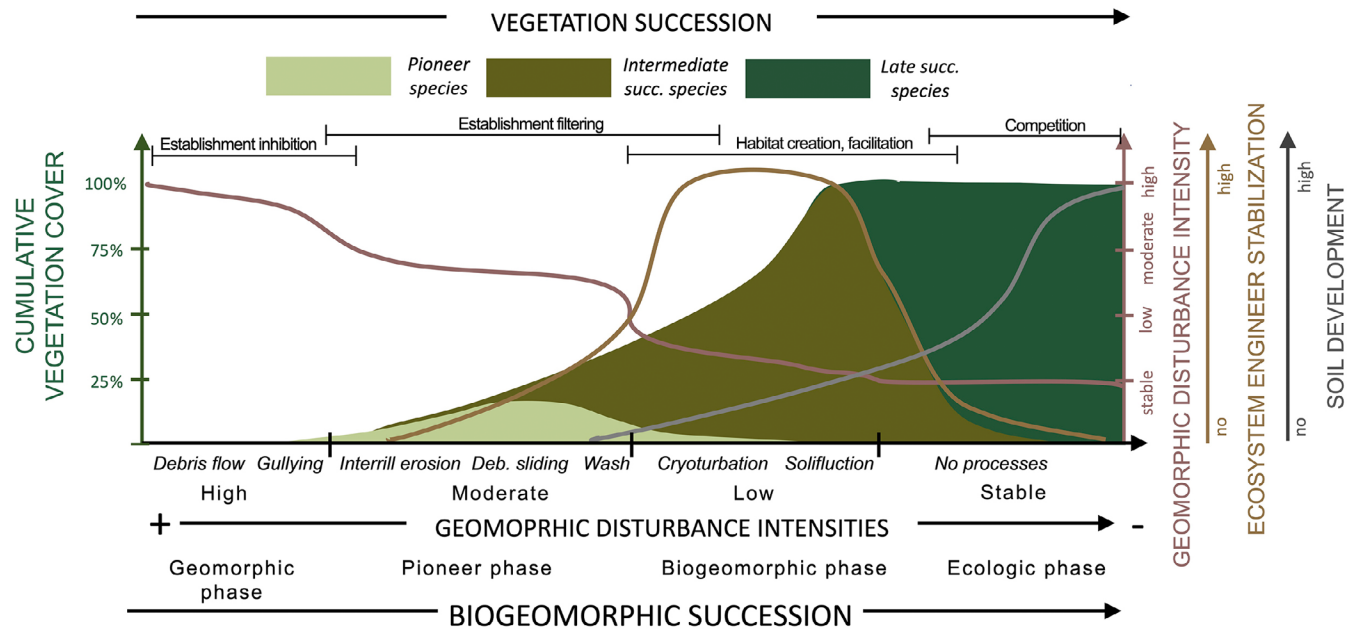 VEGETATION SUCCESSION
Pioneer
species
Intermediate
succ. species
Late succ.
species
Establishment inhibition
Establishment filtering
Habitat creation, facilitation
Competition
CUMULATIVE
VEGETATION COVER
100%
75%
50%
25%
high
moderate
low
stable
GEOMORPHIC DISTURBANCE INTENSITY
high
no
ECOSYSTEM ENGINEER STABILIZATION
high
no
SOIL DEVELOPMENT
Debris flow Gullying Interrill erosion Deb. sliding Wash Cryoturbation Solifluction No processes
High Moderate Low Stable
+ GEOMOPRHIC DISTURBANCE INTENSITIES -
Geomorphic
phase
Pioneer phase
Biogeomorphic phase
Ecologic phase
BIOGEOMORPHIC SUCCESSION